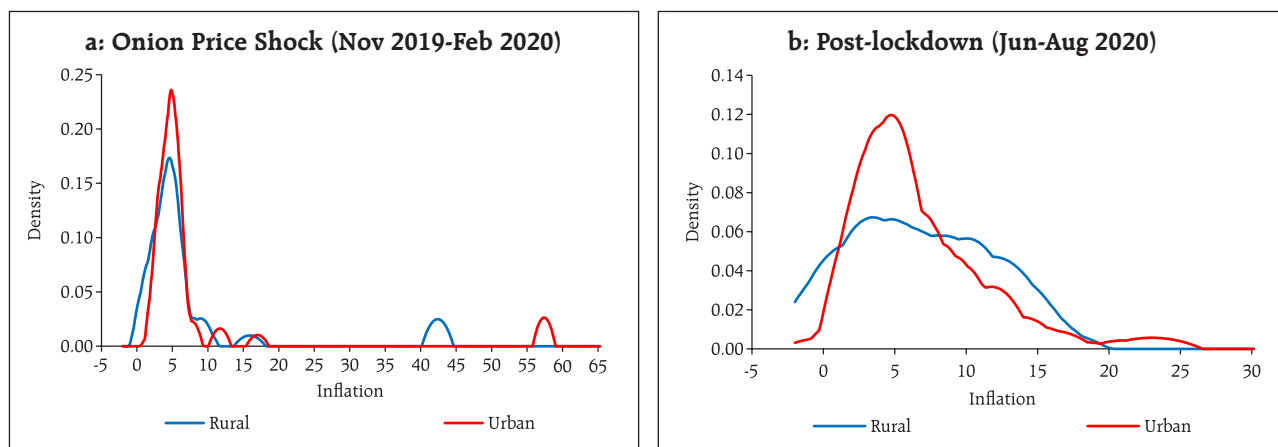 a: Onion Price Shock (Nov 2019-Feb 2020)
0.25
0.20
0.15
0.10
0.05
0.00
Density
-5 0 5 10 15 20 25 30 35 40 45 50 55 60 65
Inflation
Rural Urban
b: Post-lockdown (Jun-Aug 2020)
0.14
0.12
0.10
0.08
0.06
0.04
0.02
0.00
Density
-5 0 5 10 15 20 25 30
Inflation
Rural Urban